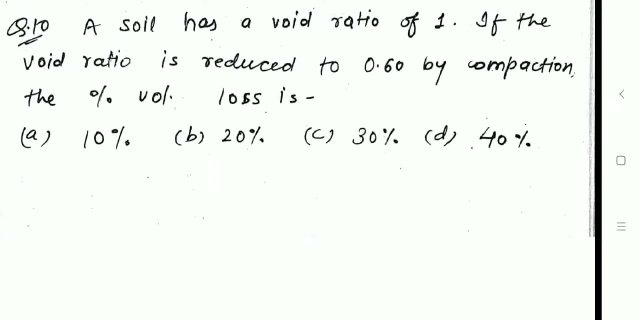 Q.10 A soil has a void ratio of 1. If the
void ratio is reduced to 0.60 by compaction,
the % vol. loss is -
(a) 10%. (b) 20%. (c) 30%. (d) 40%.